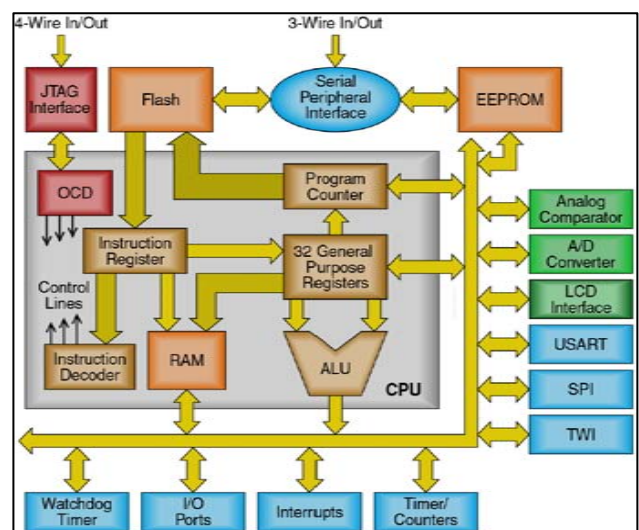 4-Wire In/Out
3-Wire In/Out
JTAG
Interface
Flash
Serial
Peripheral
Interface
EEPROM
OCD
Program
Counter
Analog
Comparator
Instruction
Register
32 General
Purpose
Registers
A/D
Converter
Control
Lines
LCD
Interface
Instruction
Decoder
RAM
ALU
CPU
USART
SPI
TWI
Watchdog
Timer
I/O
Ports
Interrupts
Timer/
Counters